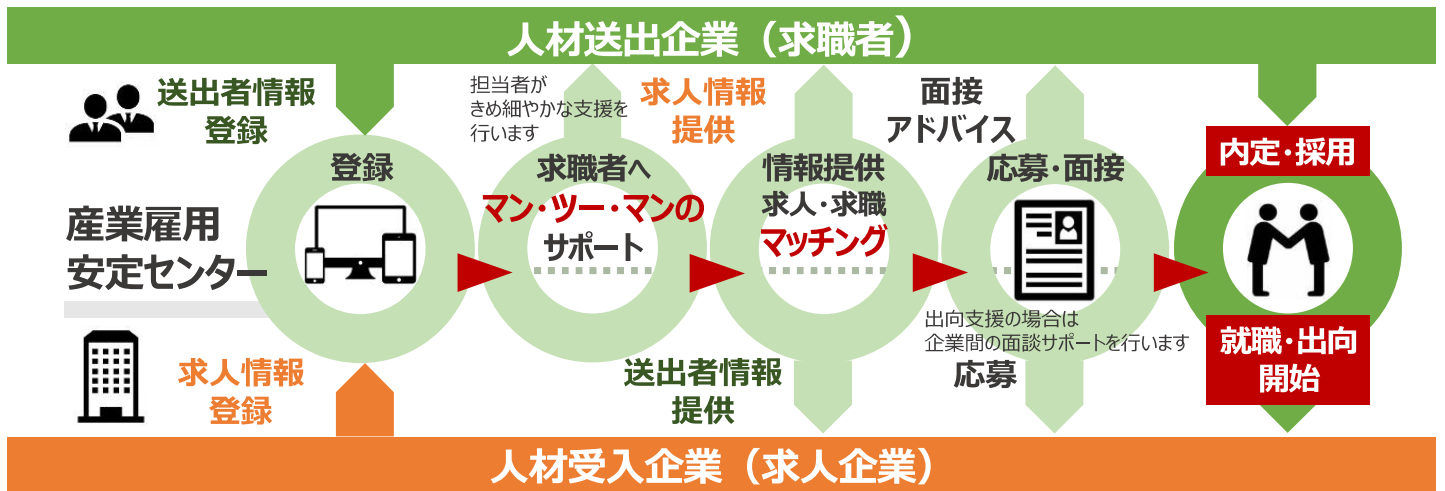 人材送出企業（求職者）
送出者情報
登録
担当者が
きめ細やかな支援を
行います
求人情報
提供
面接
アドバイス
産業雇用
安定センター
登録
求職者へ
マン・ツー・マンの
サポート
情報提供
求人・求職
マッチング
応募・面接
内定・採用
求人情報
登録
送出者情報
提供
出向支援の場合は
企業間の面談サポートを行います
応募
就職・出向
開始
人材受入企業（求人企業）